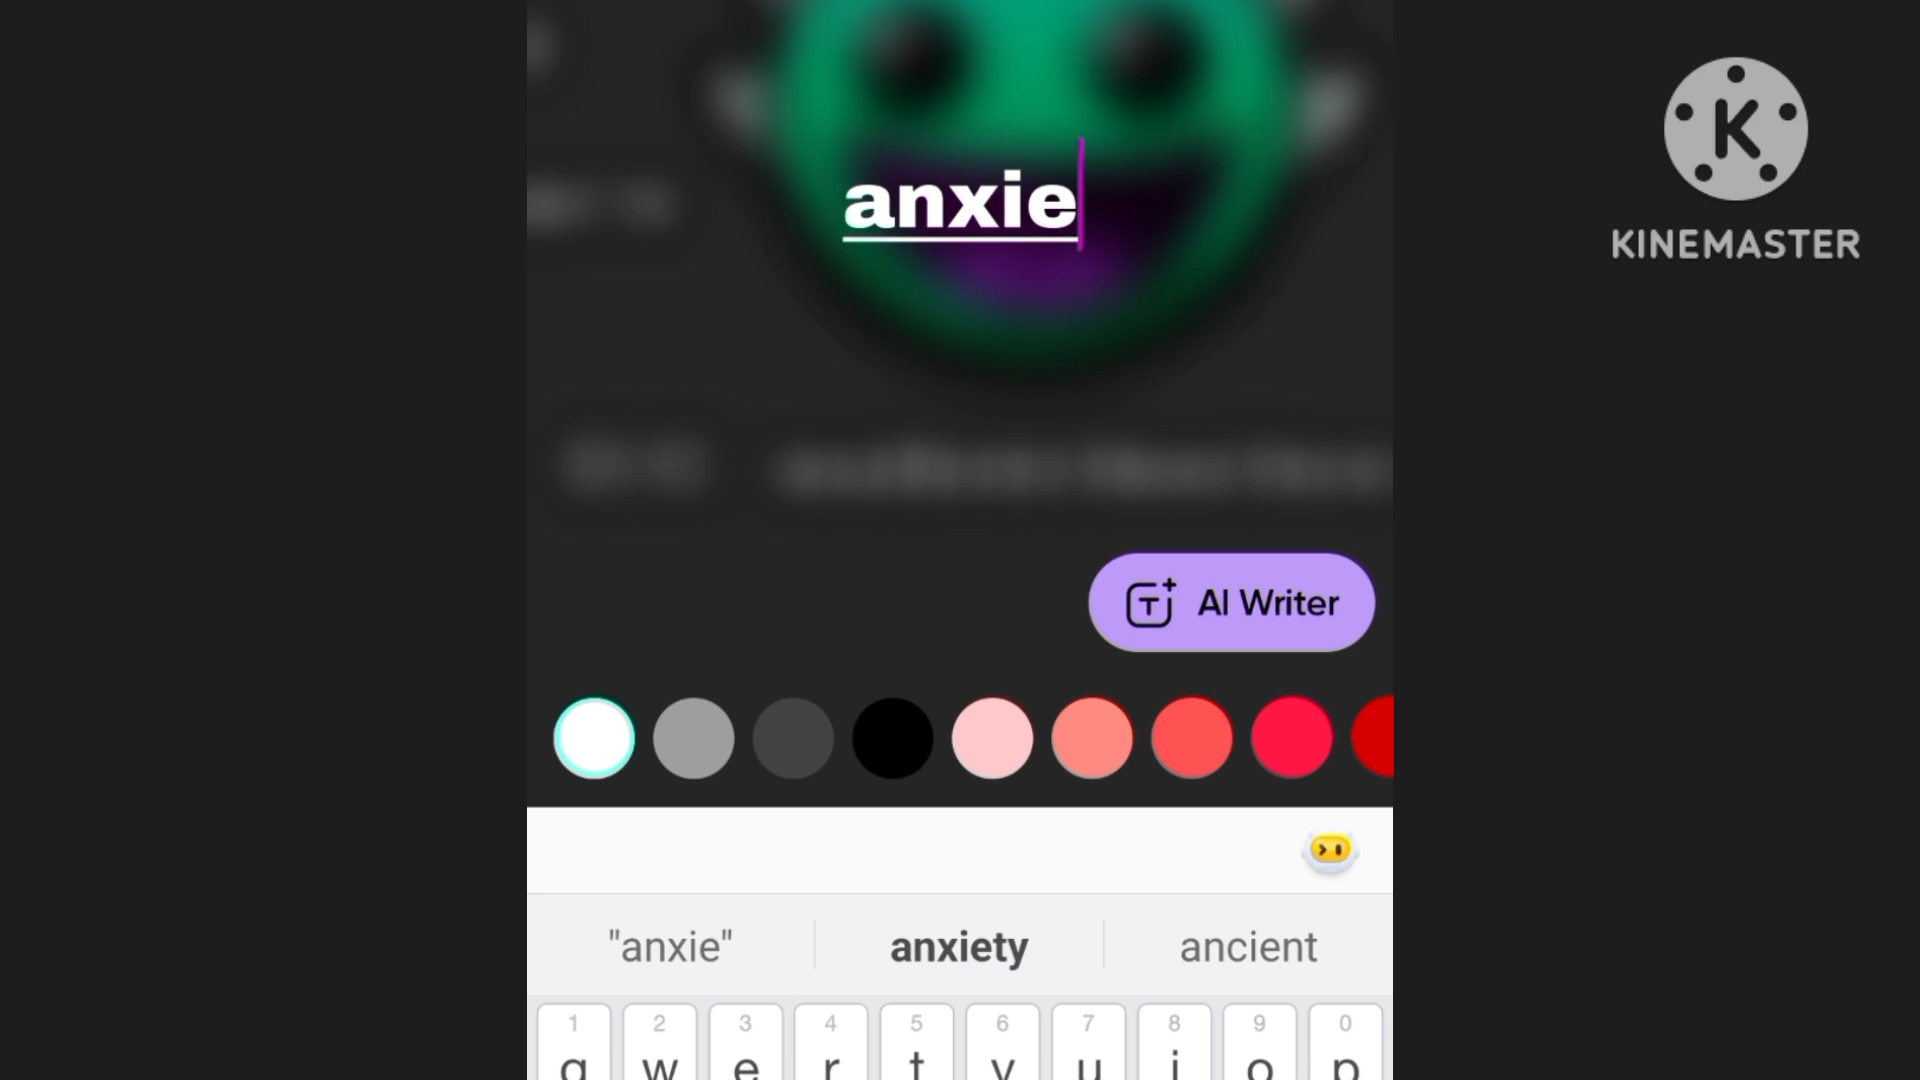 anxie
KINEMASTER
AI Writer
"anxie" anxiety ancient
1 2 3 4 5 6 7 8 9 0
q w e r t y u i o p